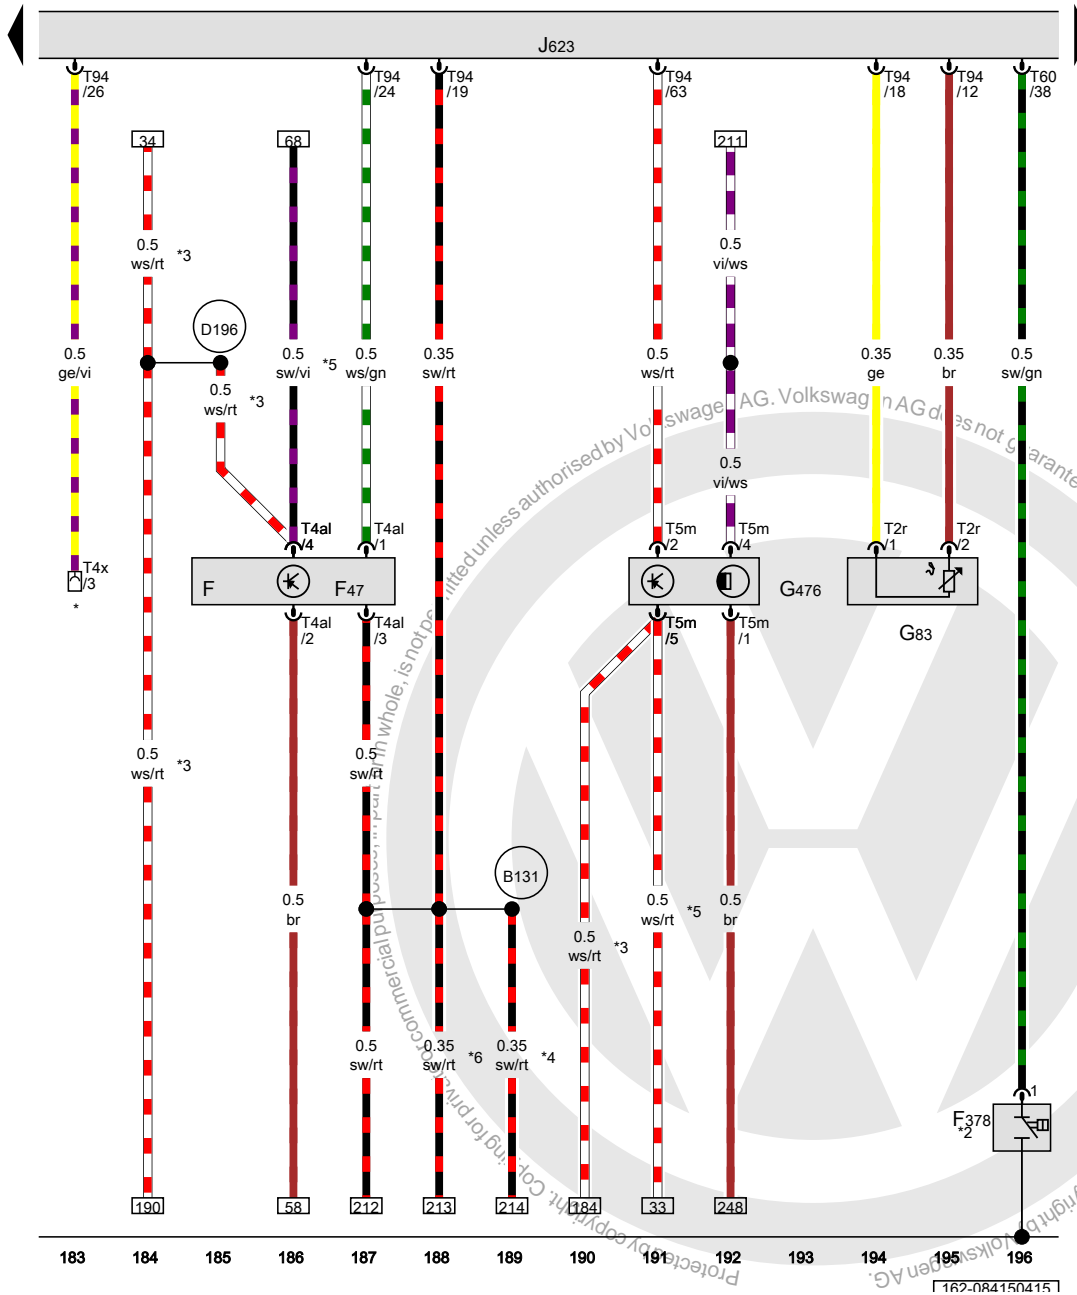 J623
T94 T94 T94 T94 T94 T94 T60
/26 /24 /19 /63 /18 /12 /38
34 68 211
0.5 0.5
ws/rt *3 vi/ws
D196
0.5 0.5 *5 0.5 0.35 0.5 0.35 0.35 0.5
ge/vi sw/vi ws/gn sw/rt ws/rt ge br sw/gn
0.5
ws/rt *3
0.5
vi/ws
T4al T4al T5m T5m T2r T2r
/4 /1 /2 /4 /1 /2
T4x
/3
*
F F47 G476
T4al T4al T5m T5m
/2 /3 /5 /1
G83
0.5 0.5
ws/rt *3 sw/rt
B131
0.5 0.5 0.5
br ws/rt *5 br
0.5
ws/rt *3
0.5 0.35 0.35
sw/rt sw/rt *6 sw/rt *4
1
F378
*2
190 58 212 213 214 184 33 248
183 184 185 186 187 188 189 190 191 192 193 194 195 196
162-084150415